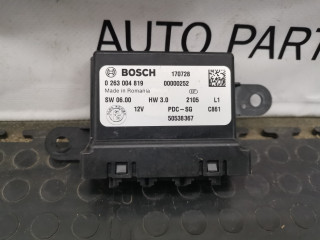 AUTO PART
BOSCH 170728
0 263 004 819 00000252
Made in Romania
SW 06.00 HW 3.0 2105 L1
12V PDC-SG C861
50536367